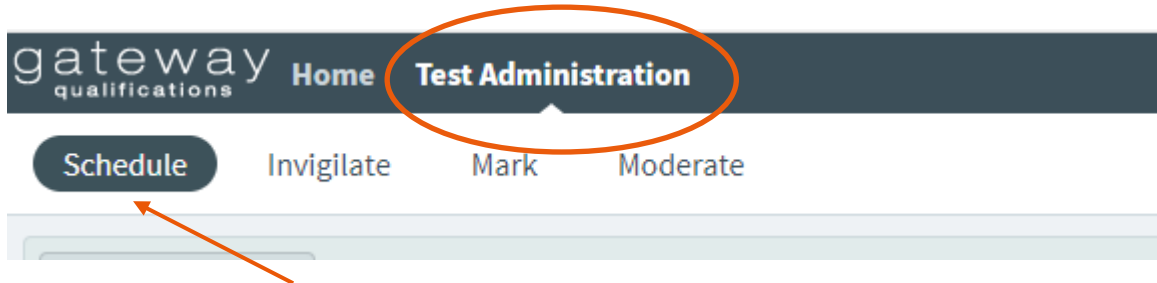 gateway
qualifications
Home Test Administration
Schedule Invigilate Mark Moderate